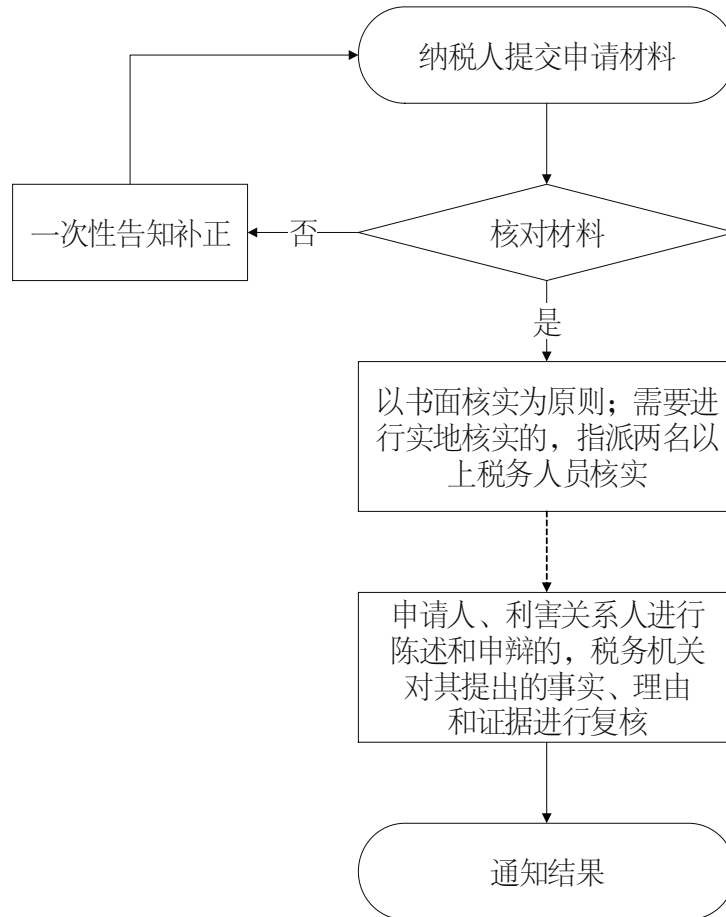 纳税人提交申请材料
一次性告知补正
否
核对材料
是
以书面核实为原则；需要进
行实地核实的，指派两名以
上税务人员核实
申请人、利害关系人进行
陈述和申辩的，税务机关
对其提出的事实、理由
和证据进行复核
通知结果